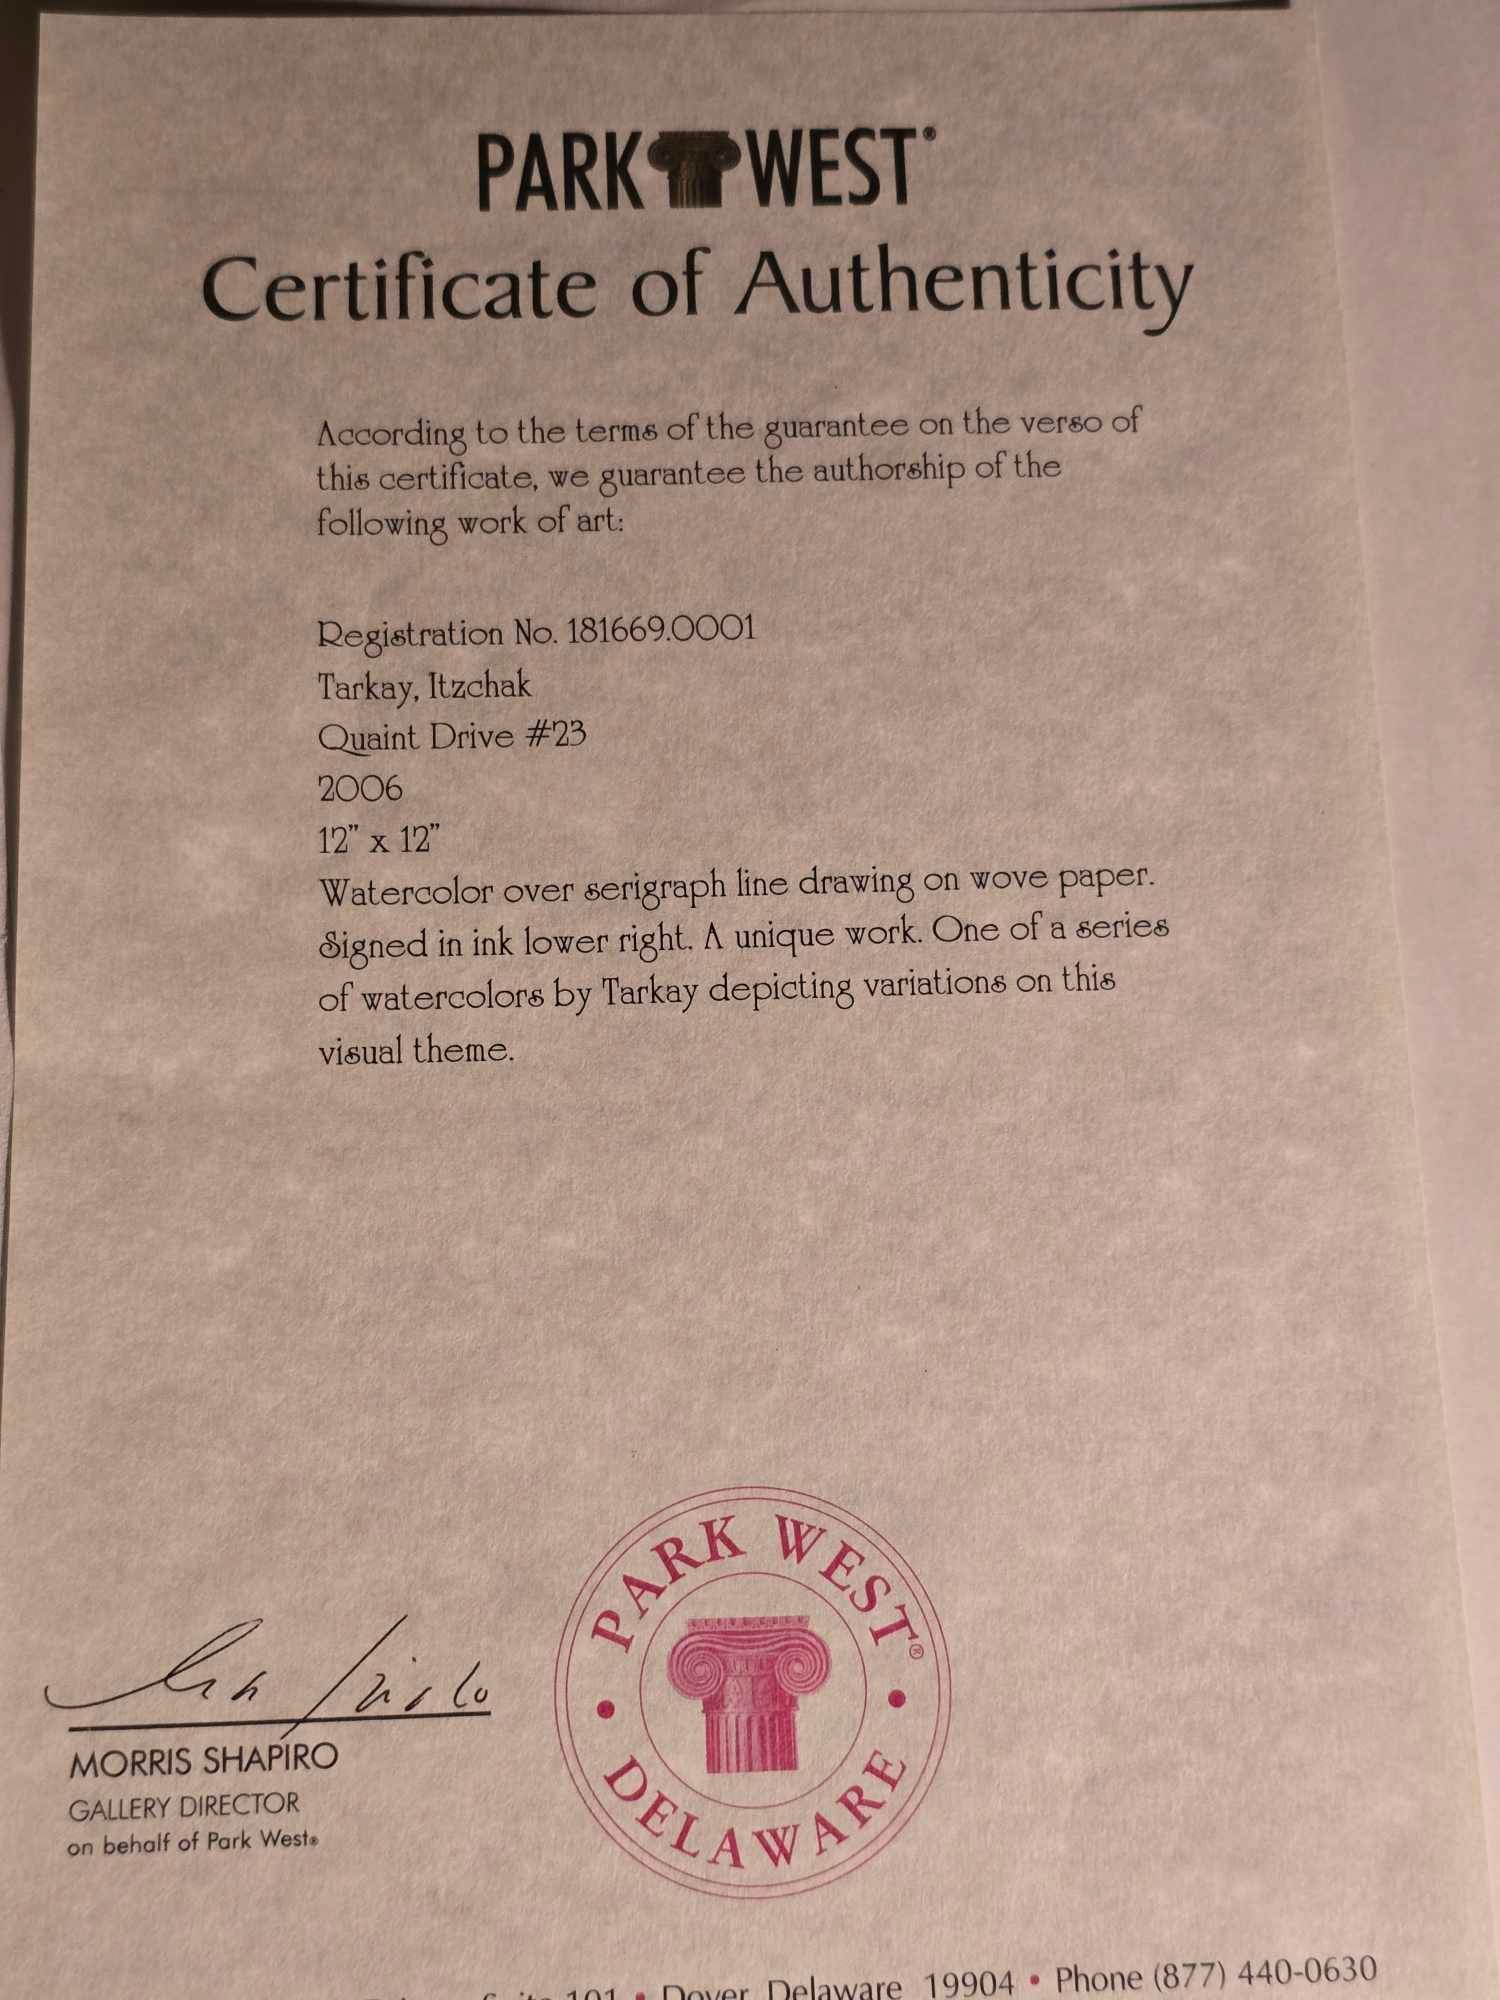 PARK WEST®
Certificate of Authenticity
According to the terms of the guarantee on the verso of
this certificate, we guarantee the authorship of the
following work of art:
Registration No. 181669.0001
Tarkay, Itzchak
Quaint Drive #23
2006
12" x 12"
Watercolor over serigraph line drawing on wove paper.
Signed in ink lower right. A unique work. One of a series
of watercolors by Tarkay depicting variations on this
visual theme.
PARK WEST®
• DELAWARE •
MORRIS SHAPIRO
GALLERY DIRECTOR
on behalf of Park West®
Suite 101 • Dover, Delaware 19904 • Phone (877) 440-0630